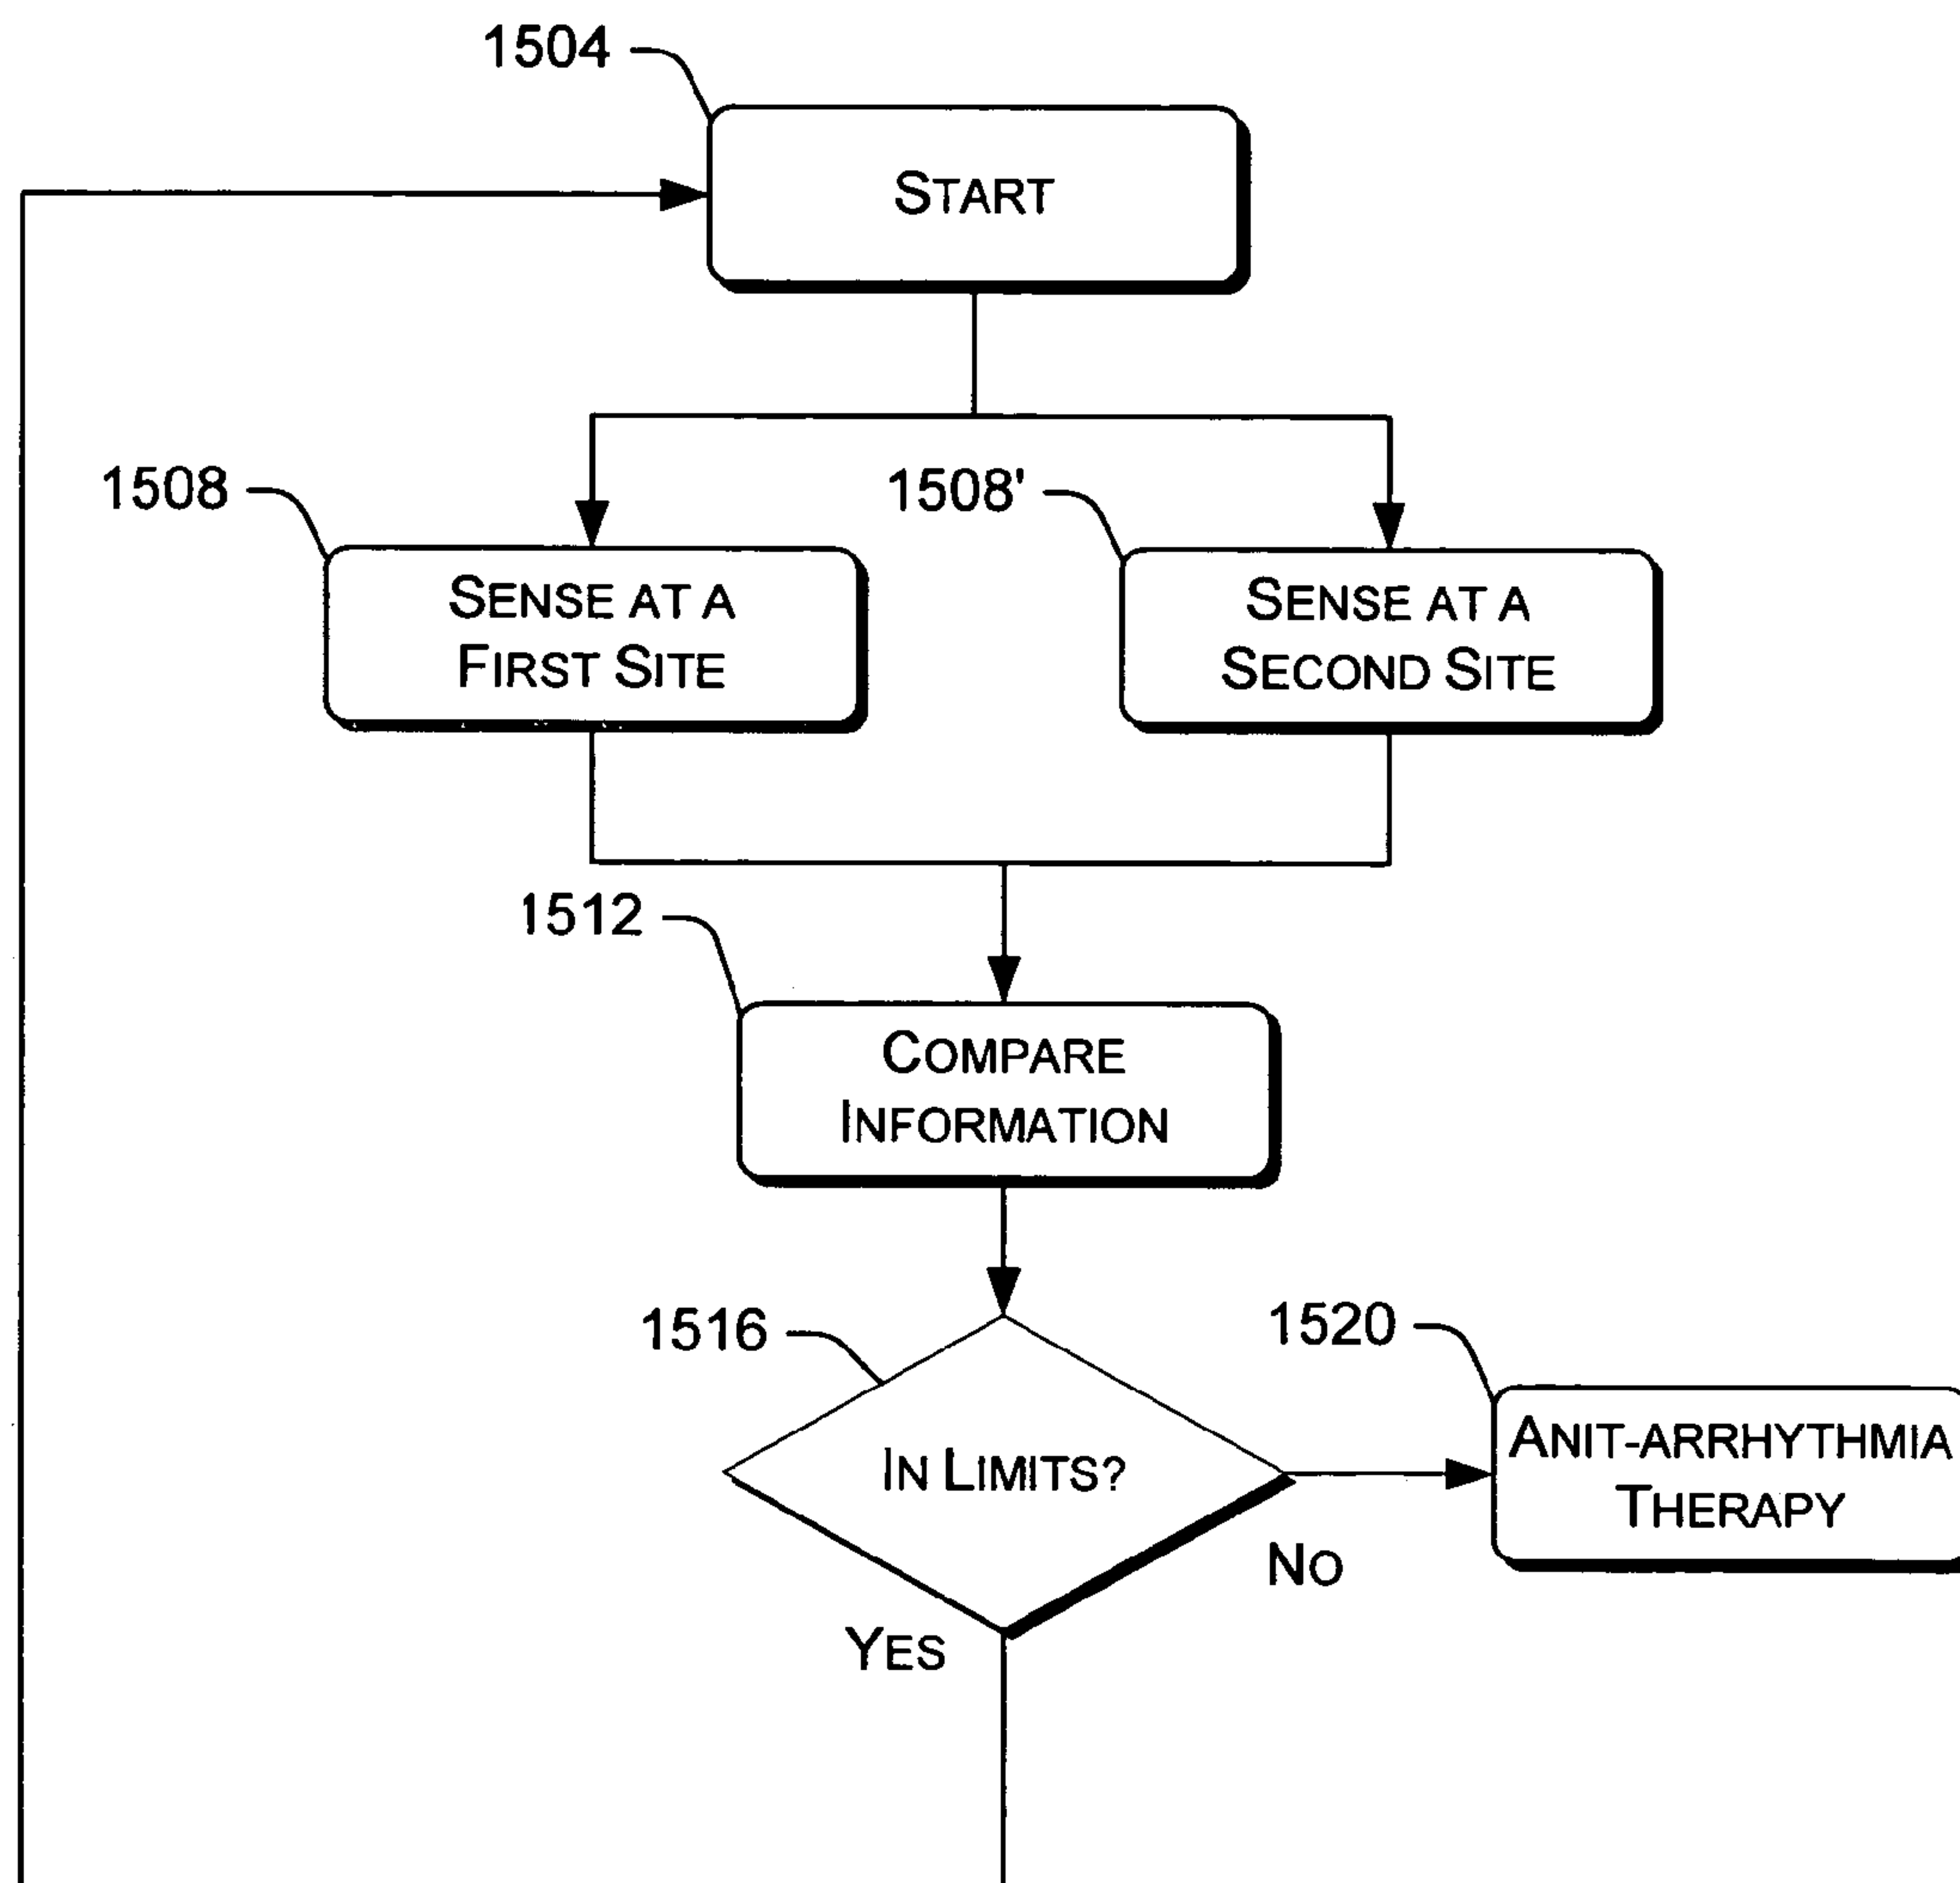 1504
START
1508
SENSE AT A
FIRST SITE
1508'
SENSE AT A
SECOND SITE
1512
COMPARE
INFORMATION
1516
IN LIMITS?
1520
ANIT-ARRHYTHMIA
THERAPY
NO
YES